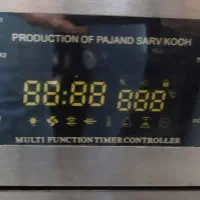 PRODUCTION OF PAJAND SARV KOOH
88:88 888°C
MULTI FUNCTION TIMER CONTROLLER